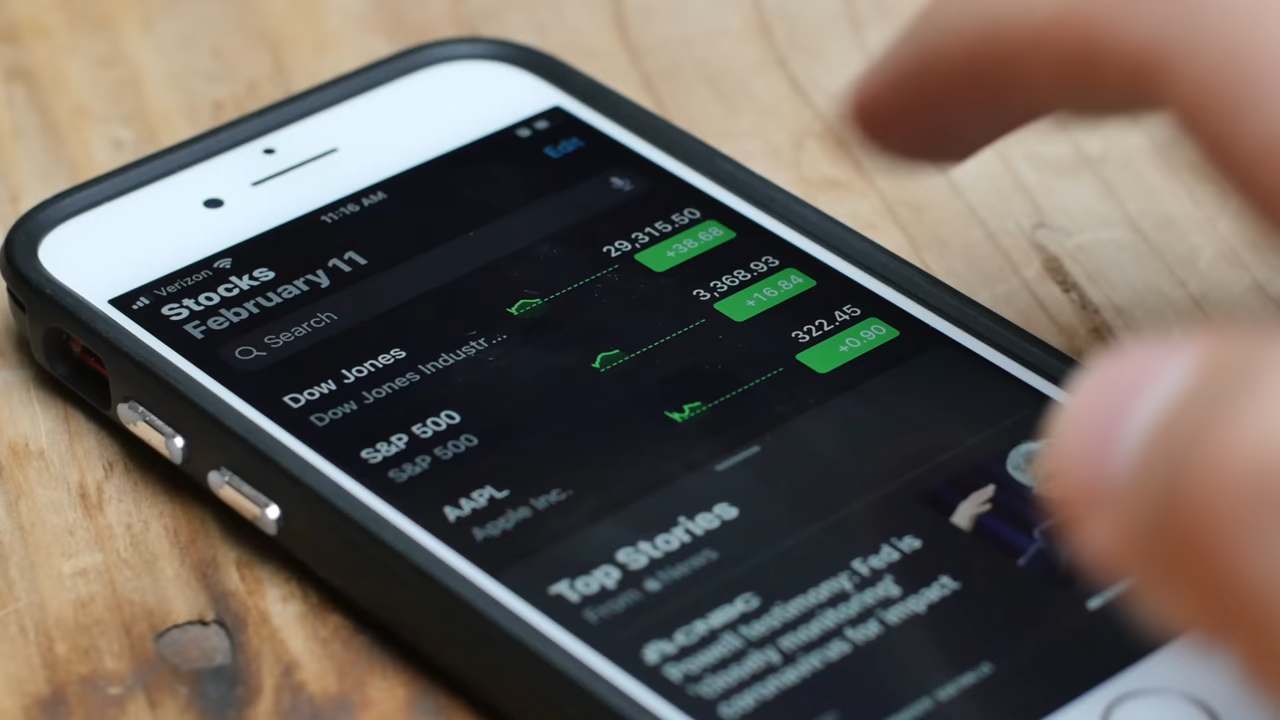 Verizon 11:16 AM
Stocks
February 11
Edit
Search
Dow Jones 29,315.50
Dow Jones Industr... +38.68
S&P 500 3,368.93
S&P 500 +16.84
AAPL 322.45
Apple Inc. +0.90
Top Stories
From News
CNBC
Powell testimony: Fed is
'closely monitoring'
coronavirus for impact